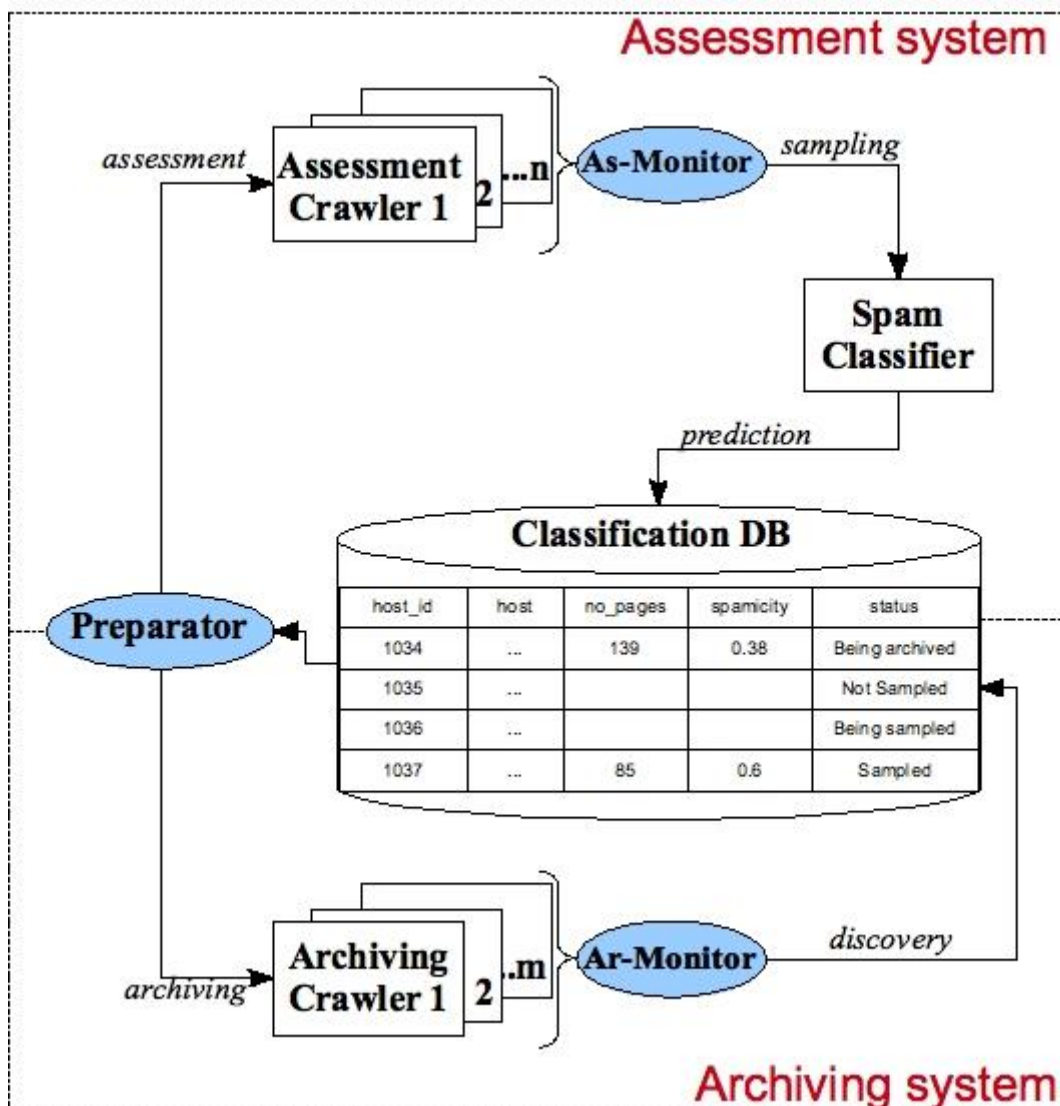 Assessment system
assessment
Assessment
Crawler 1
2
...n
As-Monitor
sampling
Spam
Classifier
prediction
Classification DB
host_id host no_pages spamicity status
1034 ... 139 0.38 Being archived
1035 ... Not Sampled
1036 ... Being sampled
1037 ... 85 0.6 Sampled
Preparator
archiving
Archiving
Crawler 1
2
..m
Ar-Monitor
discovery
Archiving system